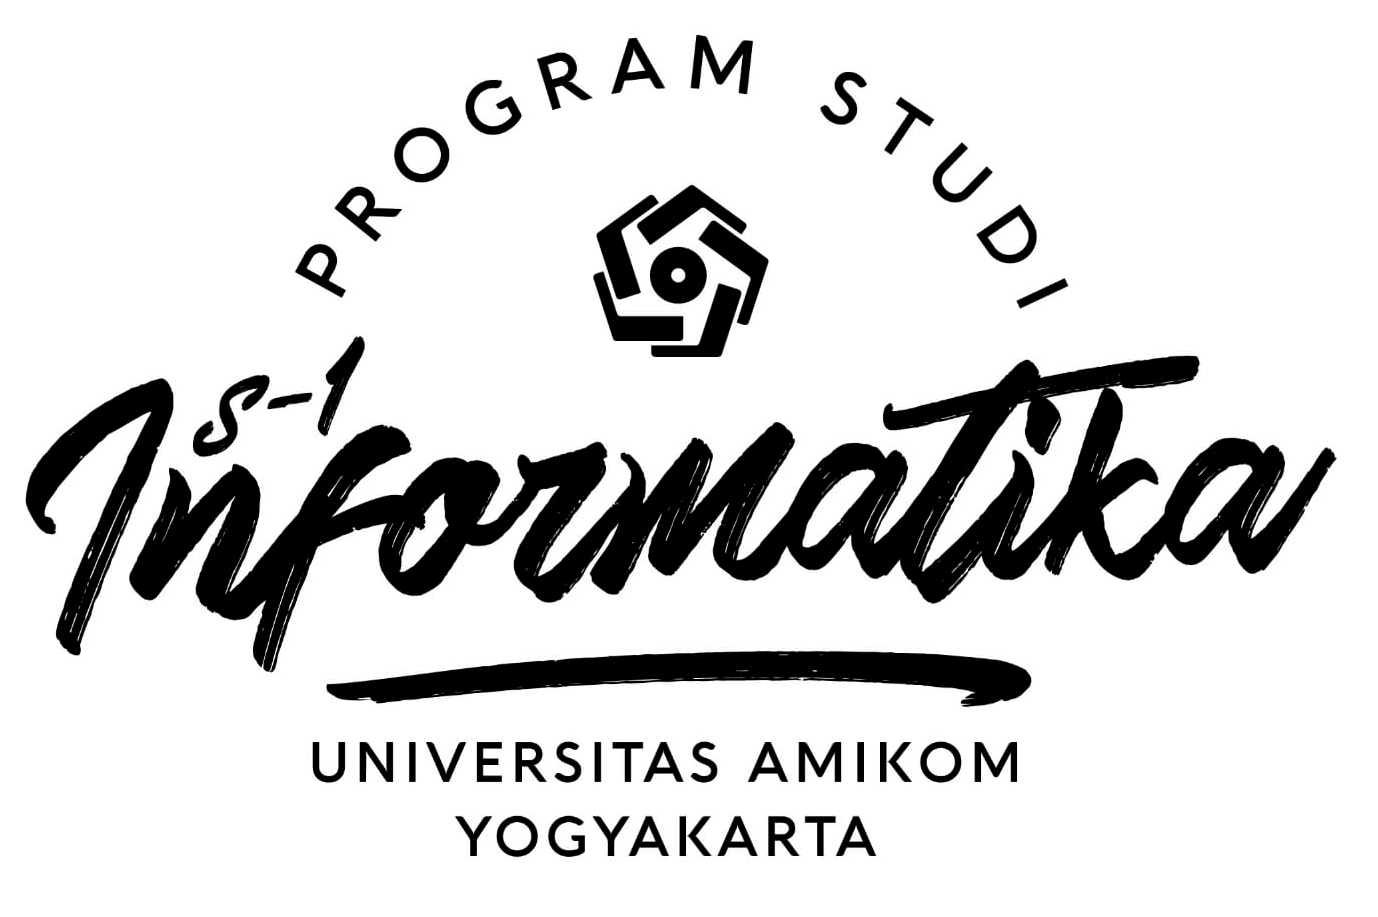 PROGRAM STUDI
S-1
Informatika
UNIVERSITAS AMIKOM
YOGYAKARTA